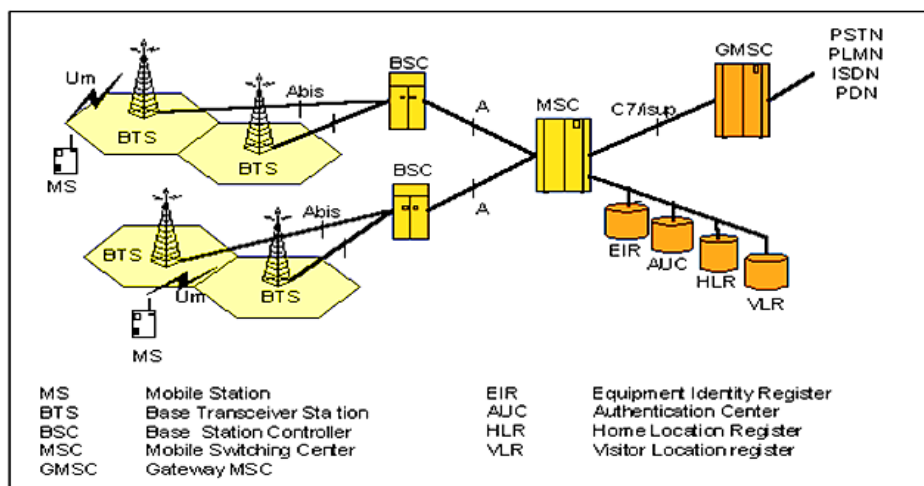 PSTN
PLMN
ISDN
PDN
BSC
GMSC
Um
Abis
MSC
C7/isup
A
BTS
BTS
MS
BSC
Abis
A
EIR
AUC
HLR
VLR
BTS
BTS
Um
MS
MS Mobile Station
BTS Base Transceiver Station
BSC Base Station Controller
MSC Mobile Switching Center
GMSC Gateway MSC
EIR Equipment Identity Register
AUC Authentication Center
HLR Home Location Register
VLR Visitor Location register